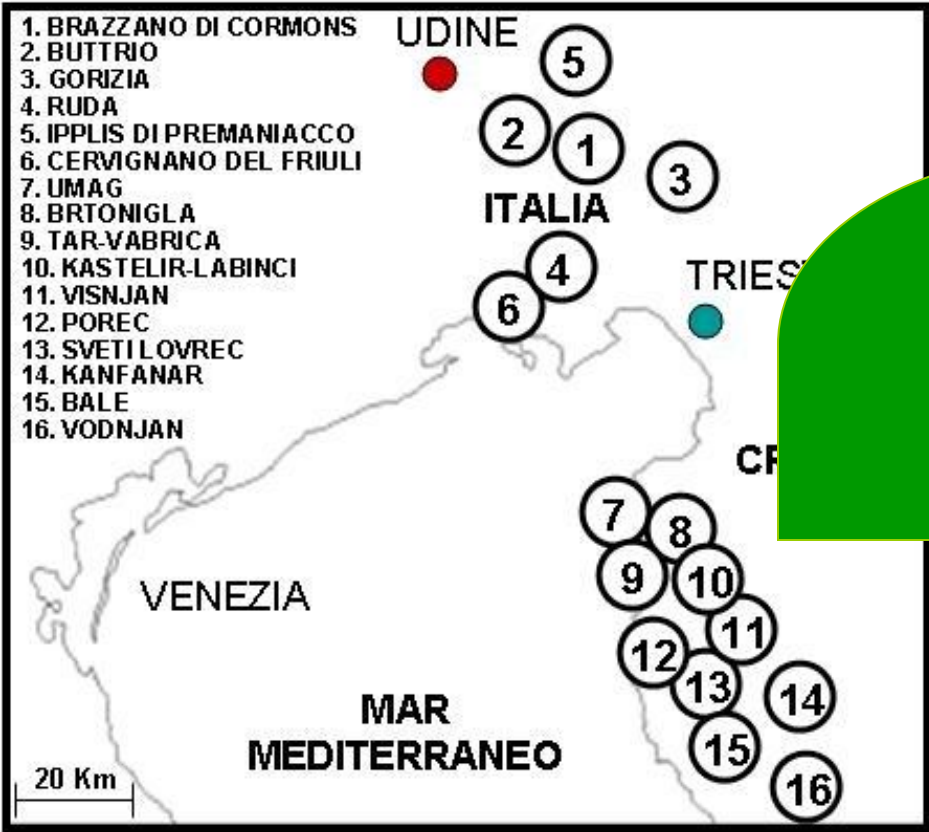 1. BRAZZANO DI CORMONS
2. BUTTRIO
3. GORIZIA
4. RUDA
5. IPPLIS DI PREMANIACCO
6. CERVIGNANO DEL FRIULI
7. UMAG
8. BRTONIGLA
9. TAR-VABRICA
10. KASTELIR-LABINCI
11. VISNJAN
12. POREC
13. SVETI LOVREC
14. KANFANAR
15. BALE
16. VODNJAN
UDINE
5
2
1
3
ITALIA
4
6
7
8
9
10
11
12
13
14
15
16
VENEZIA
MAR
MEDITERRANEO
20 Km